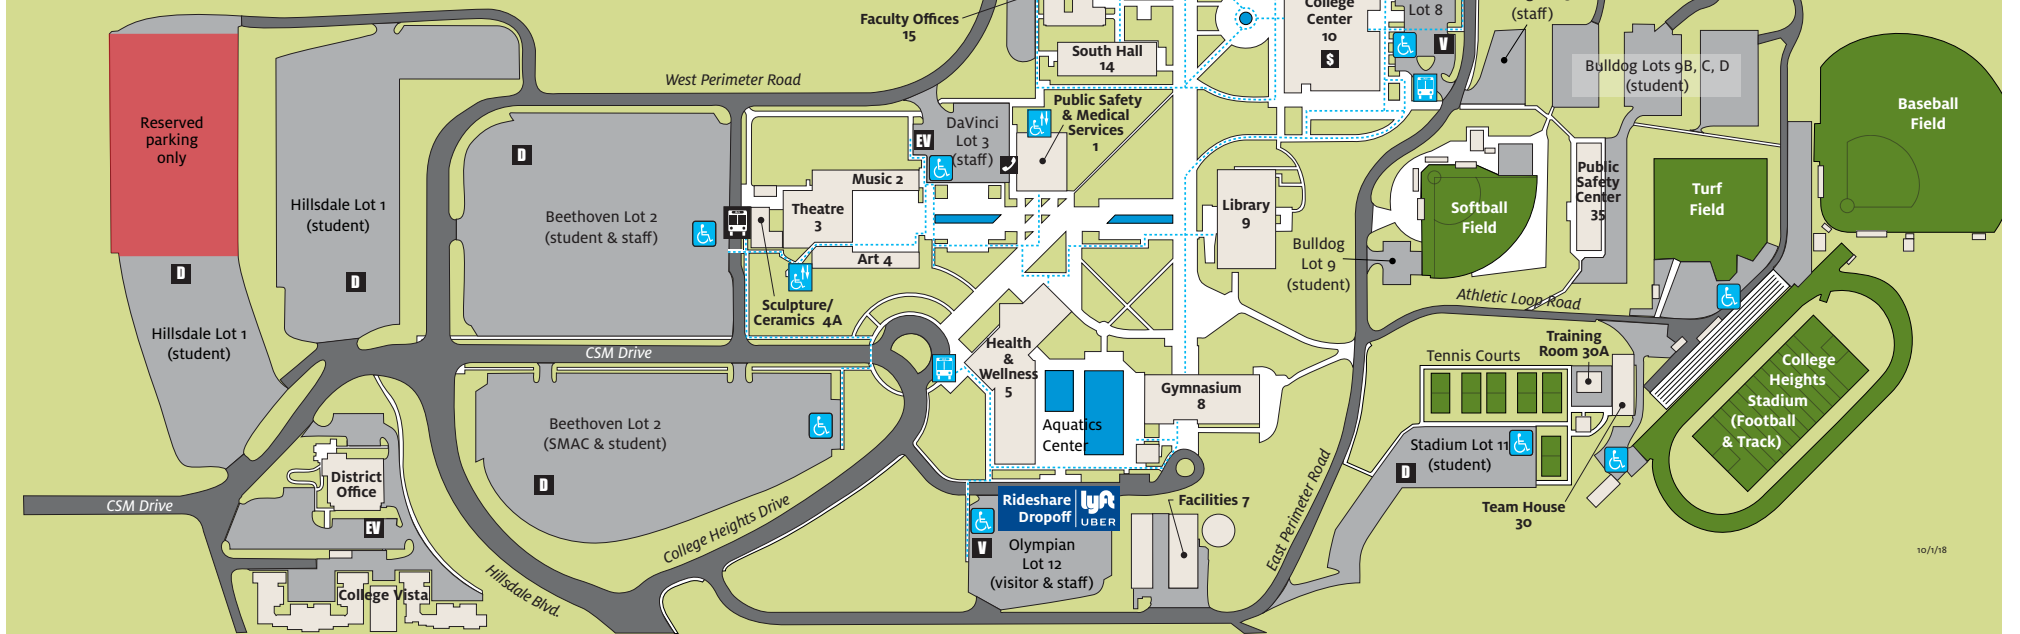 Faculty Offices
15
College
Center
10
$
Lot 8
V
(staff)
South Hall
14
West Perimeter Road
Bulldog Lots 9B, C, D
(student)
Baseball
Field
Reserved
parking
only
D
Public Safety
& Medical
Services
1
DaVinci
Lot 3
(staff)
EV
Music 2
Theatre
3
Art 4
Library
9
Public
Safety
Center
35
Softball
Field
Turf
Field
Hillsdale Lot 1
(student)
D
Beethoven Lot 2
(student & staff)
Bulldog
Lot 9
(student)
D
Sculpture/
Ceramics 4A
Athletic Loop Road
Hillsdale Lot 1
(student)
CSM Drive
Health
&
Wellness
5
Training
Room 30A
Tennis Courts
College
Heights
Stadium
(Football
& Track)
Gymnasium
8
Aquatics
Center
Beethoven Lot 2
(SMAC & student)
D
Stadium Lot 11
(student)
D
District
Office
EV
CSM Drive
College Heights Drive
Rideshare
Dropoff
lyft
UBER
Facilities 7
East Perimeter Road
Team House
30
V
Olympian
Lot 12
(visitor & staff)
Hillsdale Blvd.
College Vista
10/1/18